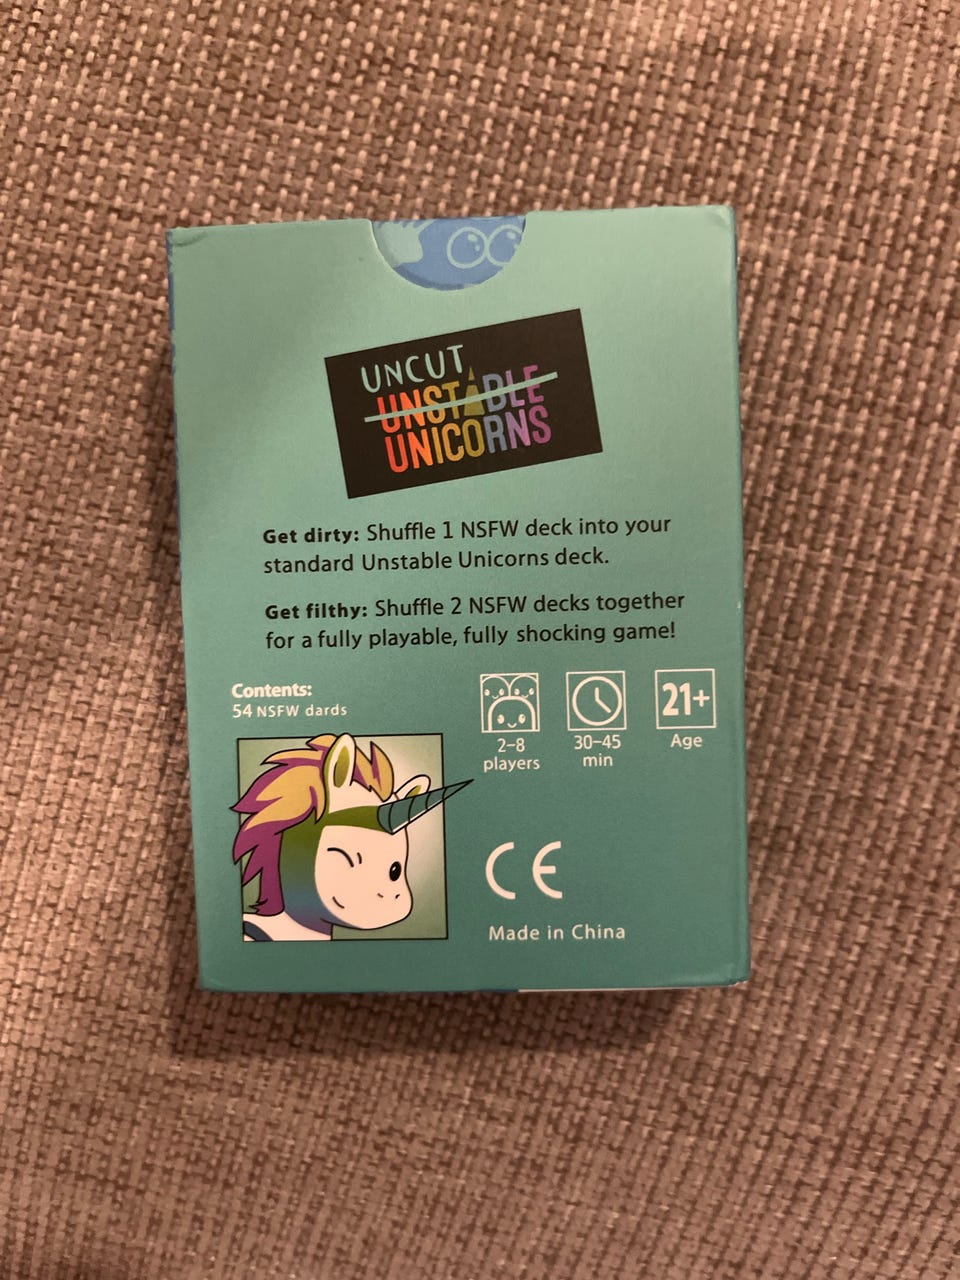 UNCUT
UNSTABLE
UNICORNS
Get dirty: Shuffle 1 NSFW deck into your
standard Unstable Unicorns deck.
Get filthy: Shuffle 2 NSFW decks together
for a fully playable, fully shocking game!
Contents:
54 NSFW dards
2–8
players
30–45
min
21+
Age
CE
Made in China